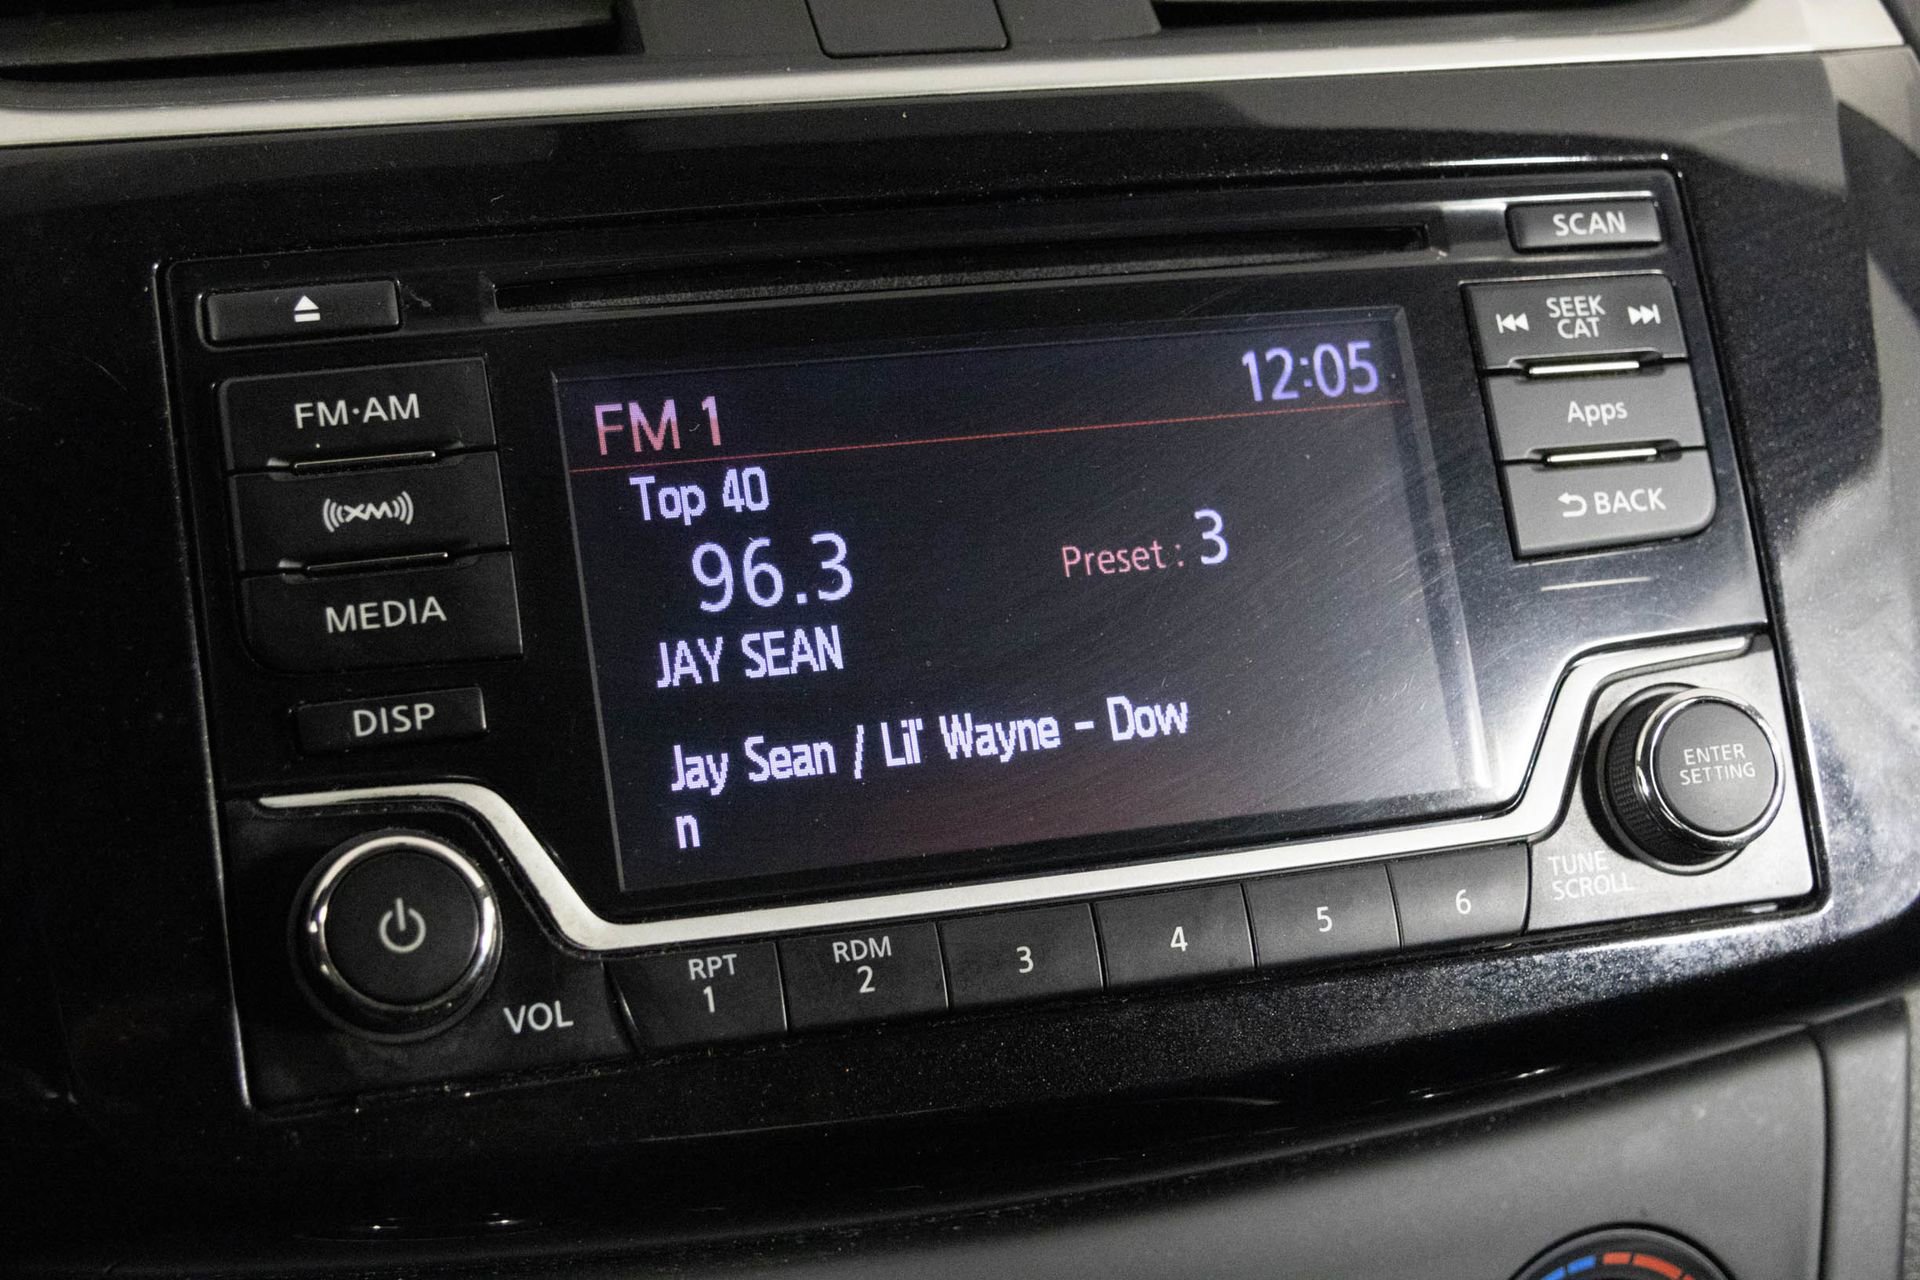 SCAN
SEEK
CAT
Apps
BACK
FM·AM
XM
MEDIA
DISP
FM 1
12:05
Top 40
96.3
Preset : 3
JAY SEAN
Jay Sean / Lil' Wayne - Dow
n
ENTER
SETTING
TUNE
SCROLL
VOL
RPT
1
RDM
2
3
4
5
6